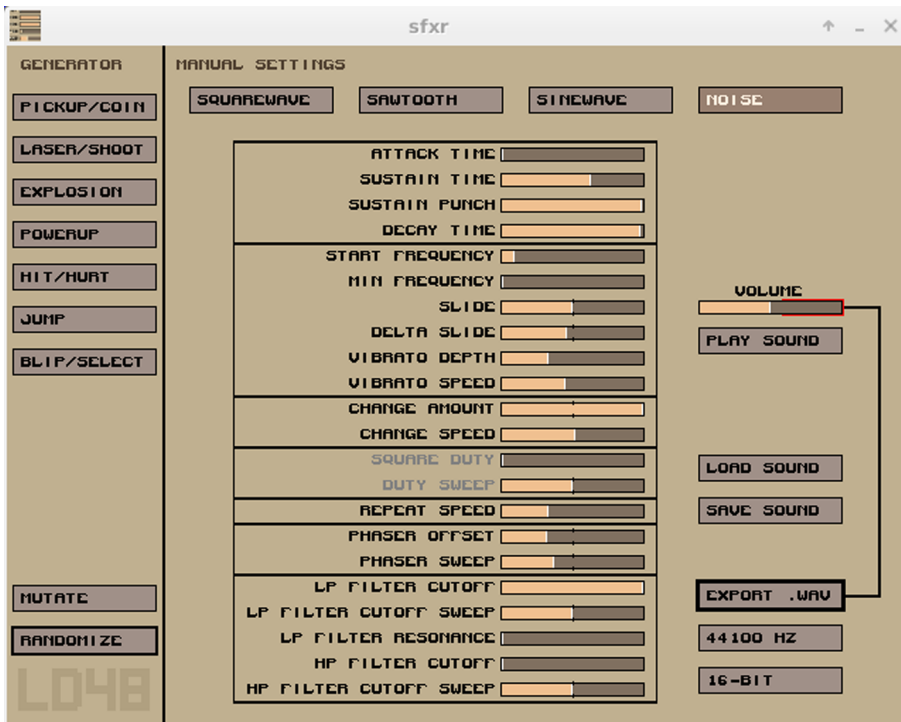 sfxr
GENERATOR
PICKUP/COIN
LASER/SHOOT
EXPLOSION
POWERUP
HIT/HURT
JUMP
BLIP/SELECT
MUTATE
RANDOMIZE
LD48
MANUAL SETTINGS
SQUAREWAVE
SAWTOOTH
SINEWAVE
NOISE
ATTACK TIME
SUSTAIN TIME
SUSTAIN PUNCH
DECAY TIME
START FREQUENCY
MIN FREQUENCY
SLIDE
DELTA SLIDE
VIBRATO DEPTH
VIBRATO SPEED
CHANGE AMOUNT
CHANGE SPEED
SQUARE DUTY
DUTY SWEEP
REPEAT SPEED
PHASER OFFSET
PHASER SWEEP
LP FILTER CUTOFF
LP FILTER CUTOFF SWEEP
LP FILTER RESONANCE
HP FILTER CUTOFF
HP FILTER CUTOFF SWEEP
VOLUME
PLAY SOUND
LOAD SOUND
SAVE SOUND
EXPORT .WAV
44100 HZ
16-BIT